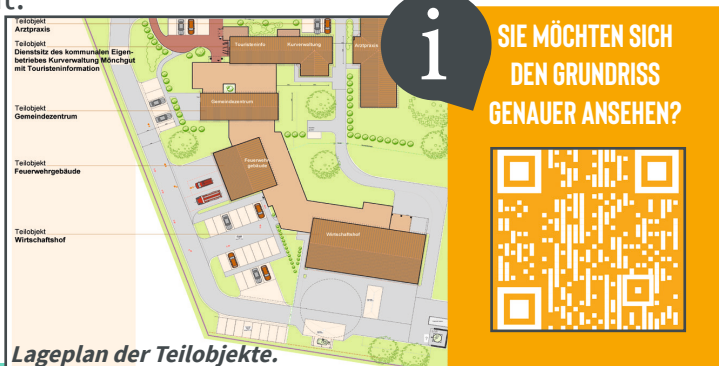 Teilobjekt
Arztpraxis
Teilobjekt
Dienstsitz des kommunalen Eigen-
betriebes Kurverwaltung Mönchgut
mit Touristeninformation
Teilobjekt
Gemeindezentrum
Teilobjekt
Feuerwehrgebäude
Teilobjekt
Wirtschaftshof
Touristeninfo
Kurverwaltung
Arztpraxis
Gemeindezentrum
Feuerwehr-
gebäude
Wirtschaftshof
Lageplan der Teilobjekte.
i
SIE MÖCHTEN SICH
DEN GRUNDRISS
GENAUER ANSEHEN?